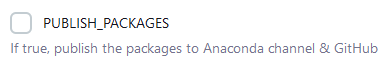 PUBLISH_PACKAGES
If true, publish the packages to Anaconda channel & GitHub